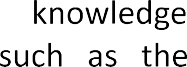 knowledge
such as the